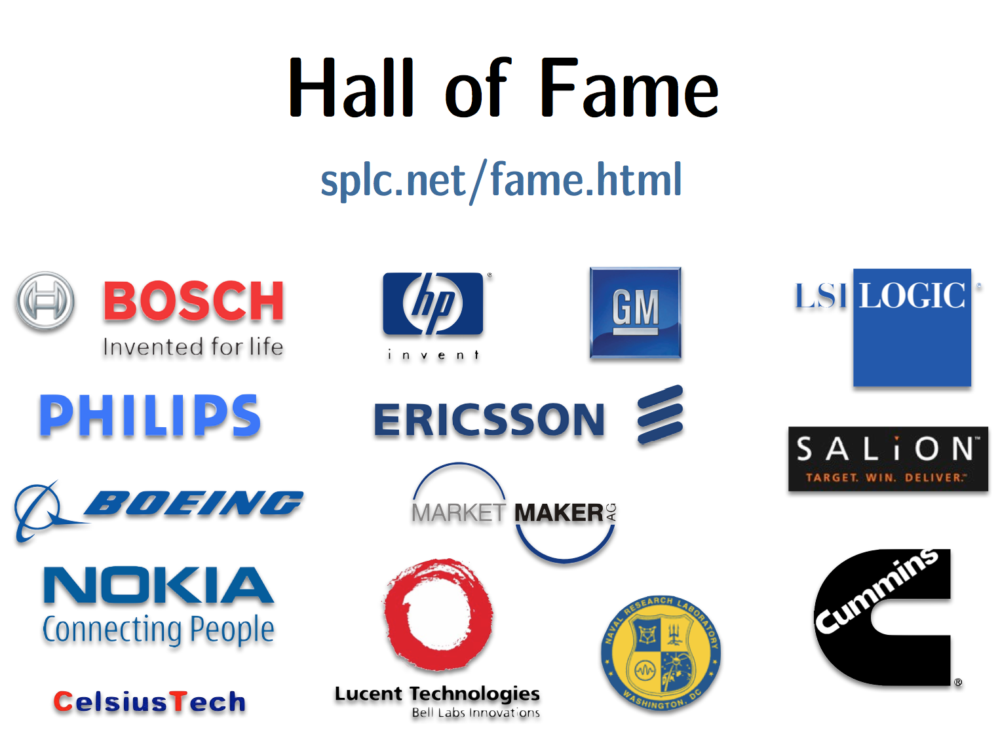 Hall of Fame
splc.net/fame.html
BOSCH
Invented for life
hp
®
invent
GM
LSI LOGIC
®
PHILIPS
ERICSSON
SALiON™
TARGET. WIN. DELIVER.™
BOEING
MARKET MAKER AG
NOKIA
Connecting People
Lucent Technologies
Bell Labs Innovations
NAVAL RESEARCH LABORATORY
WASHINGTON, DC
Cummins
®
CelsiusTech